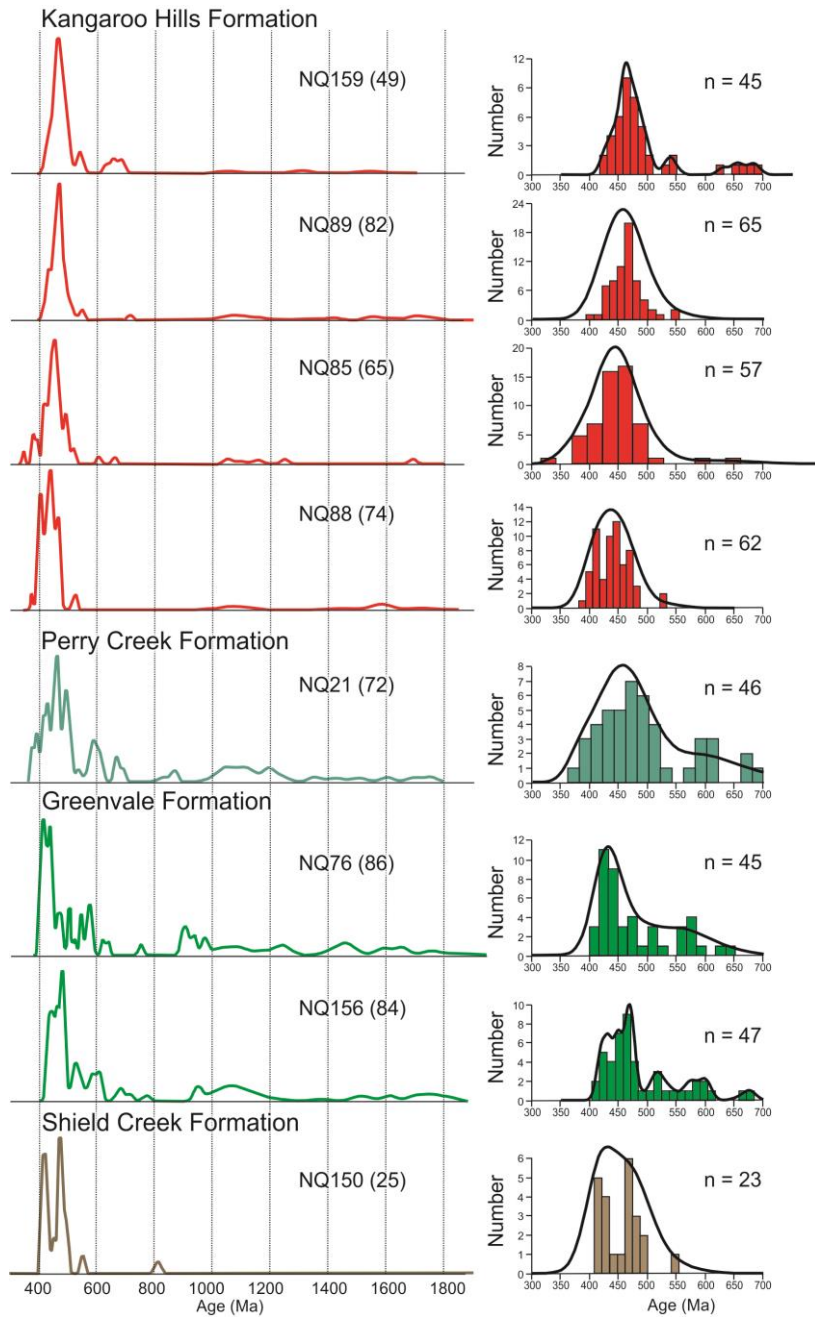 Kangaroo Hills Formation
NQ159 (49)
12
6
6
3
0
Number
n = 45
300 350 400 450 500 550 600 650 700
NQ89 (82)
24
18
12
6
0
Number
n = 65
300 350 400 450 500 550 600 650 700
NQ85 (65)
20
15
10
5
0
Number
n = 57
300 350 400 450 500 550 600 650 700
NQ88 (74)
14
12
10
8
6
4
2
0
Number
n = 62
300 350 400 450 500 550 600 650 700
Perry Creek Formation
NQ21 (72)
8
7
6
5
4
3
2
1
0
Number
n = 46
300 350 400 450 500 550 600 650 700
Greenvale Formation
NQ76 (86)
12
10
8
6
4
2
0
Number
n = 45
300 350 400 450 500 550 600 650 700
NQ156 (84)
10
8
6
4
2
0
Number
n = 47
300 350 400 450 500 550 600 650 700
Shield Creek Formation
NQ150 (25)
7
6
5
4
3
2
1
0
Number
n = 23
300 350 400 450 500 550 600 650 700
400 600 800 1000 1200 1400 1600 1800
Age (Ma)
Age (Ma)